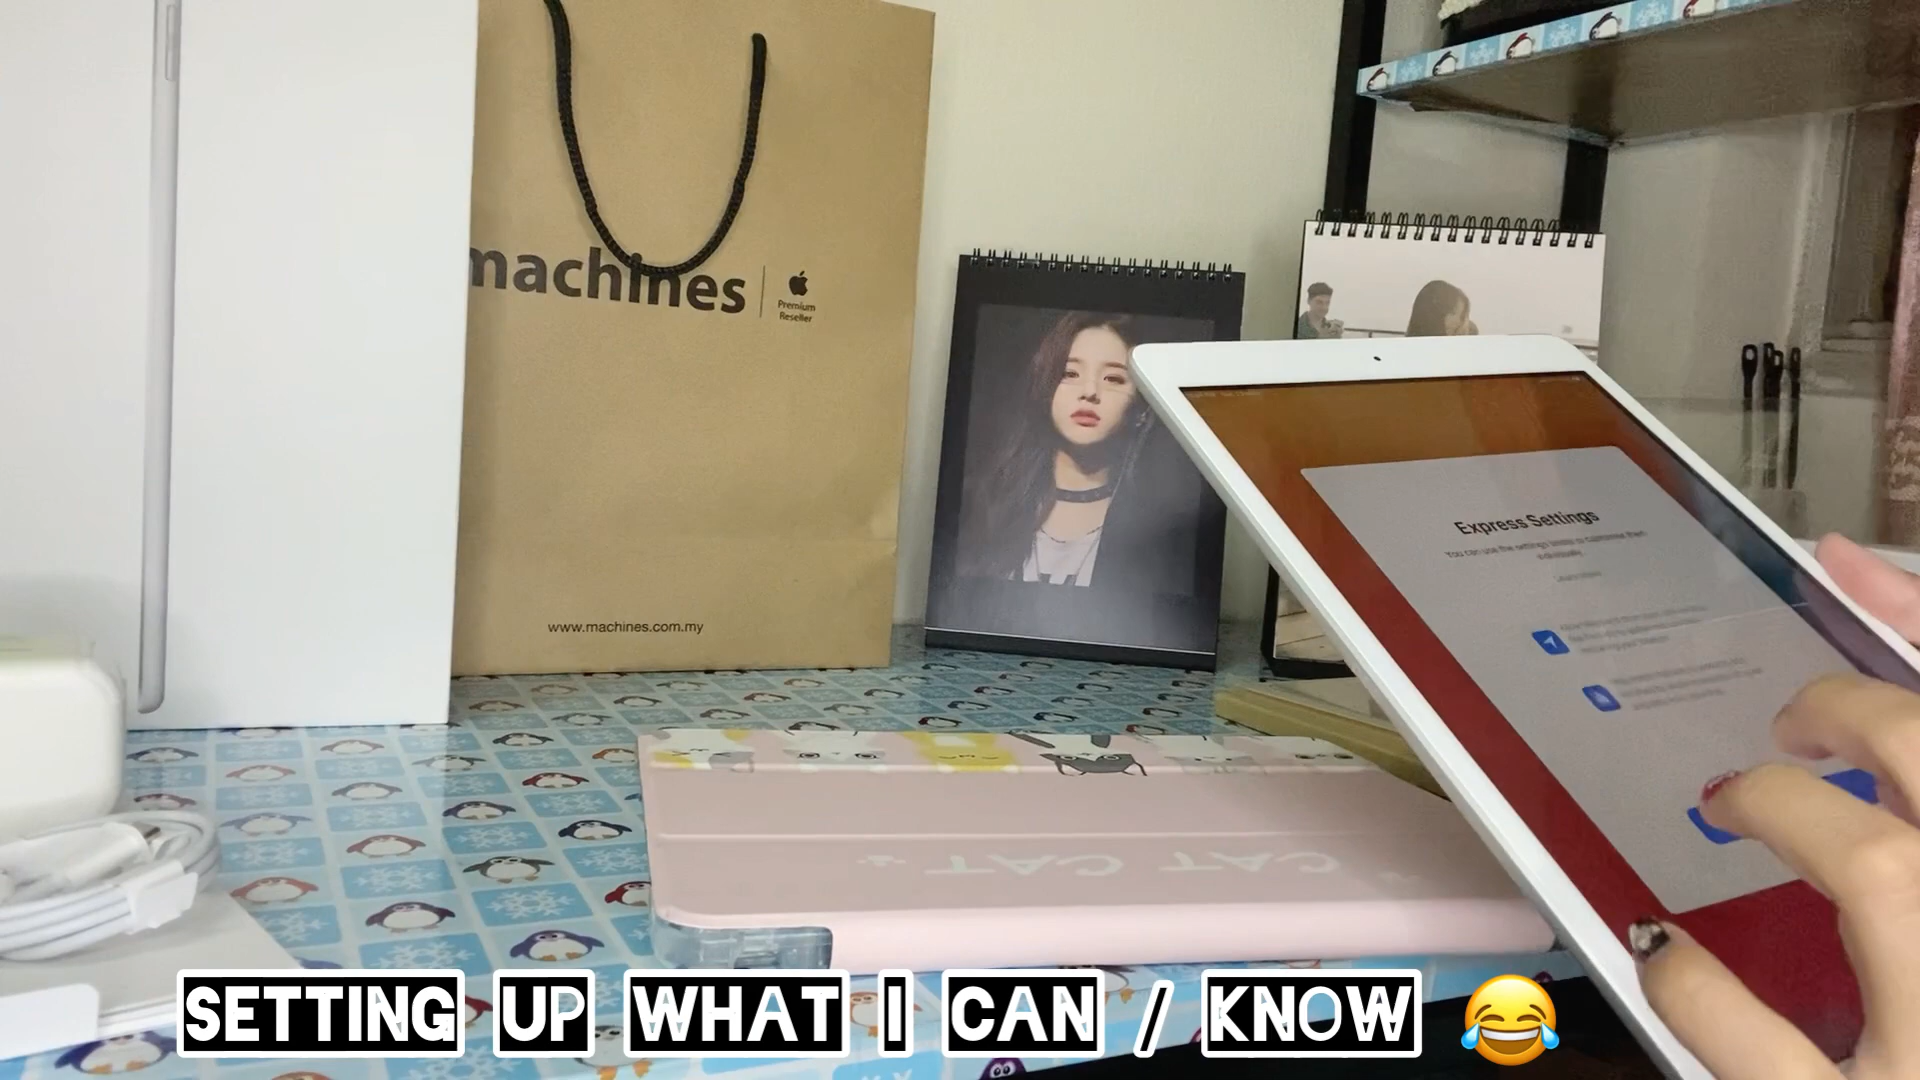 machines
Premium
Reseller
www.machines.com.my
Express Settings
CAT CAT
SETTING UP WHAT I CAN / KNOW 😂